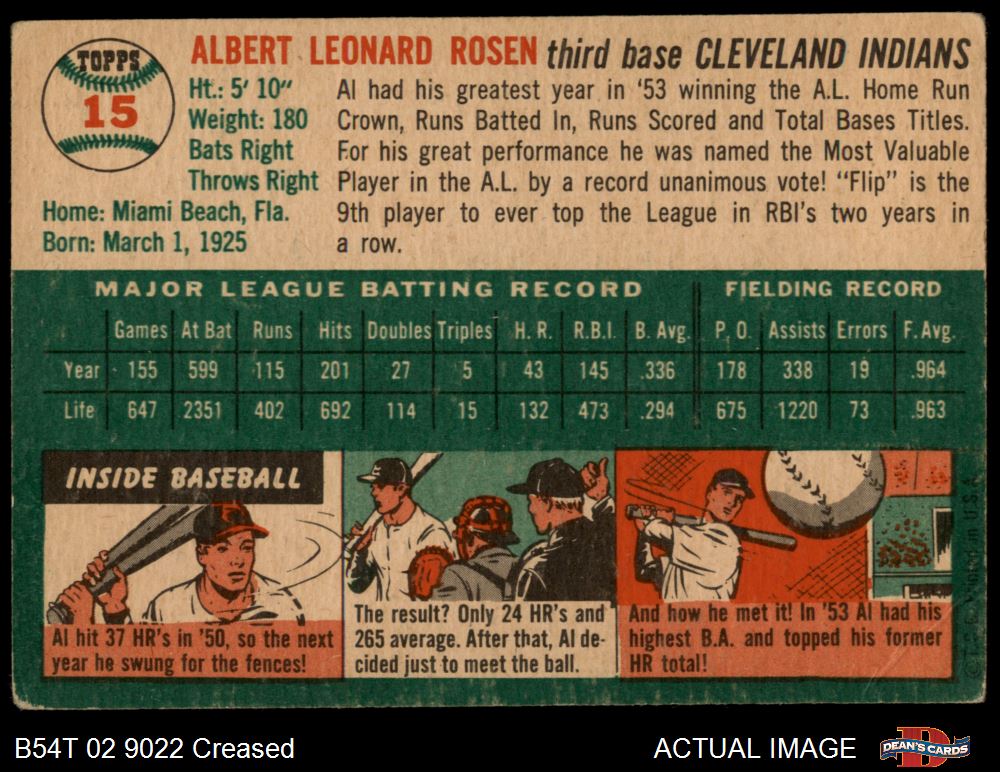 TOPPS
15
ALBERT LEONARD ROSEN third base CLEVELAND INDIANS
Ht.: 5' 10"
Weight: 180
Bats Right
Throws Right
Home: Miami Beach, Fla.
Born: March 1, 1925
Al had his greatest year in '53 winning the A.L. Home Run
Crown, Runs Batted In, Runs Scored and Total Bases Titles.
For his great performance he was named the Most Valuable
Player in the A.L. by a record unanimous vote! "Flip" is the
9th player to ever top the League in RBI's two years in
a row.
MAJOR LEAGUE BATTING RECORD FIELDING RECORD
Games At Bat Runs Hits Doubles Triples H. R. R.B.I. B. Avg. P. O. Assists Errors F. Avg.
Year 155 599 115 201 27 5 43 145 .336 178 338 19 .964
Life 647 2351 402 692 114 15 132 473 .294 675 1220 73 .963
INSIDE BASEBALL
Al hit 37 HR's in '50, so the next
year he swung for the fences!
The result? Only 24 HR's and
265 average. After that, Al de-
cided just to meet the ball.
And how he met it! In '53 Al had his
highest B.A. and topped his former
HR total!
© T.C.G. Printed in U.S.A.
B54T 02 9022 Creased
ACTUAL IMAGE
DEAN'S CARDS